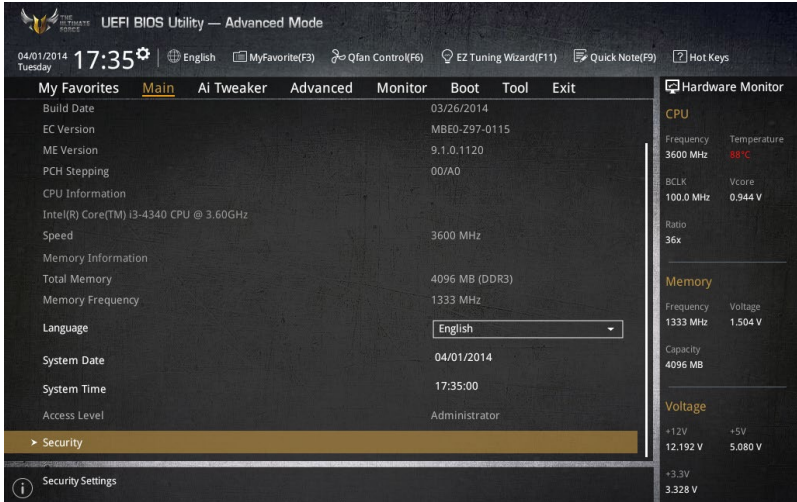 THE ULTIMATE FORCE
UEFI BIOS Utility — Advanced Mode
04/01/2014
Tuesday
17:35
English
MyFavorite(F3)
Qfan Control(F6)
EZ Tuning Wizard(F11)
Quick Note(F9)
? Hot Keys
My Favorites Main Ai Tweaker Advanced Monitor Boot Tool Exit
Build Date 03/26/2014
EC Version MBE0-Z97-0115
ME Version 9.1.0.1120
PCH Stepping 00/A0
CPU Information
Intel(R) Core(TM) i3-4340 CPU @ 3.60GHz
Speed 3600 MHz
Memory Information
Total Memory 4096 MB (DDR3)
Memory Frequency 1333 MHz
Language English
System Date 04/01/2014
System Time 17:35:00
Access Level Administrator
Security
Security Settings
Hardware Monitor
CPU
Frequency Temperature
3600 MHz 88°C
BCLK Vcore
100.0 MHz 0.944 V
Ratio
36x
Memory
Frequency Voltage
1333 MHz 1.504 V
Capacity
4096 MB
Voltage
+12V +5V
12.192 V 5.080 V
+3.3V
3.328 V